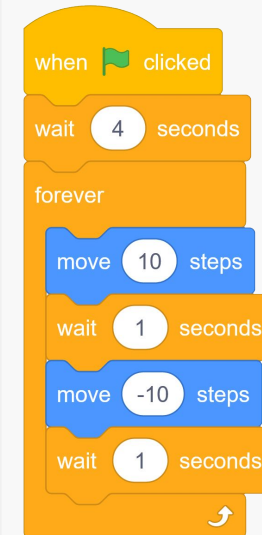 when clicked
wait 4 seconds
forever
move 10 steps
wait 1 seconds
move -10 steps
wait 1 seconds